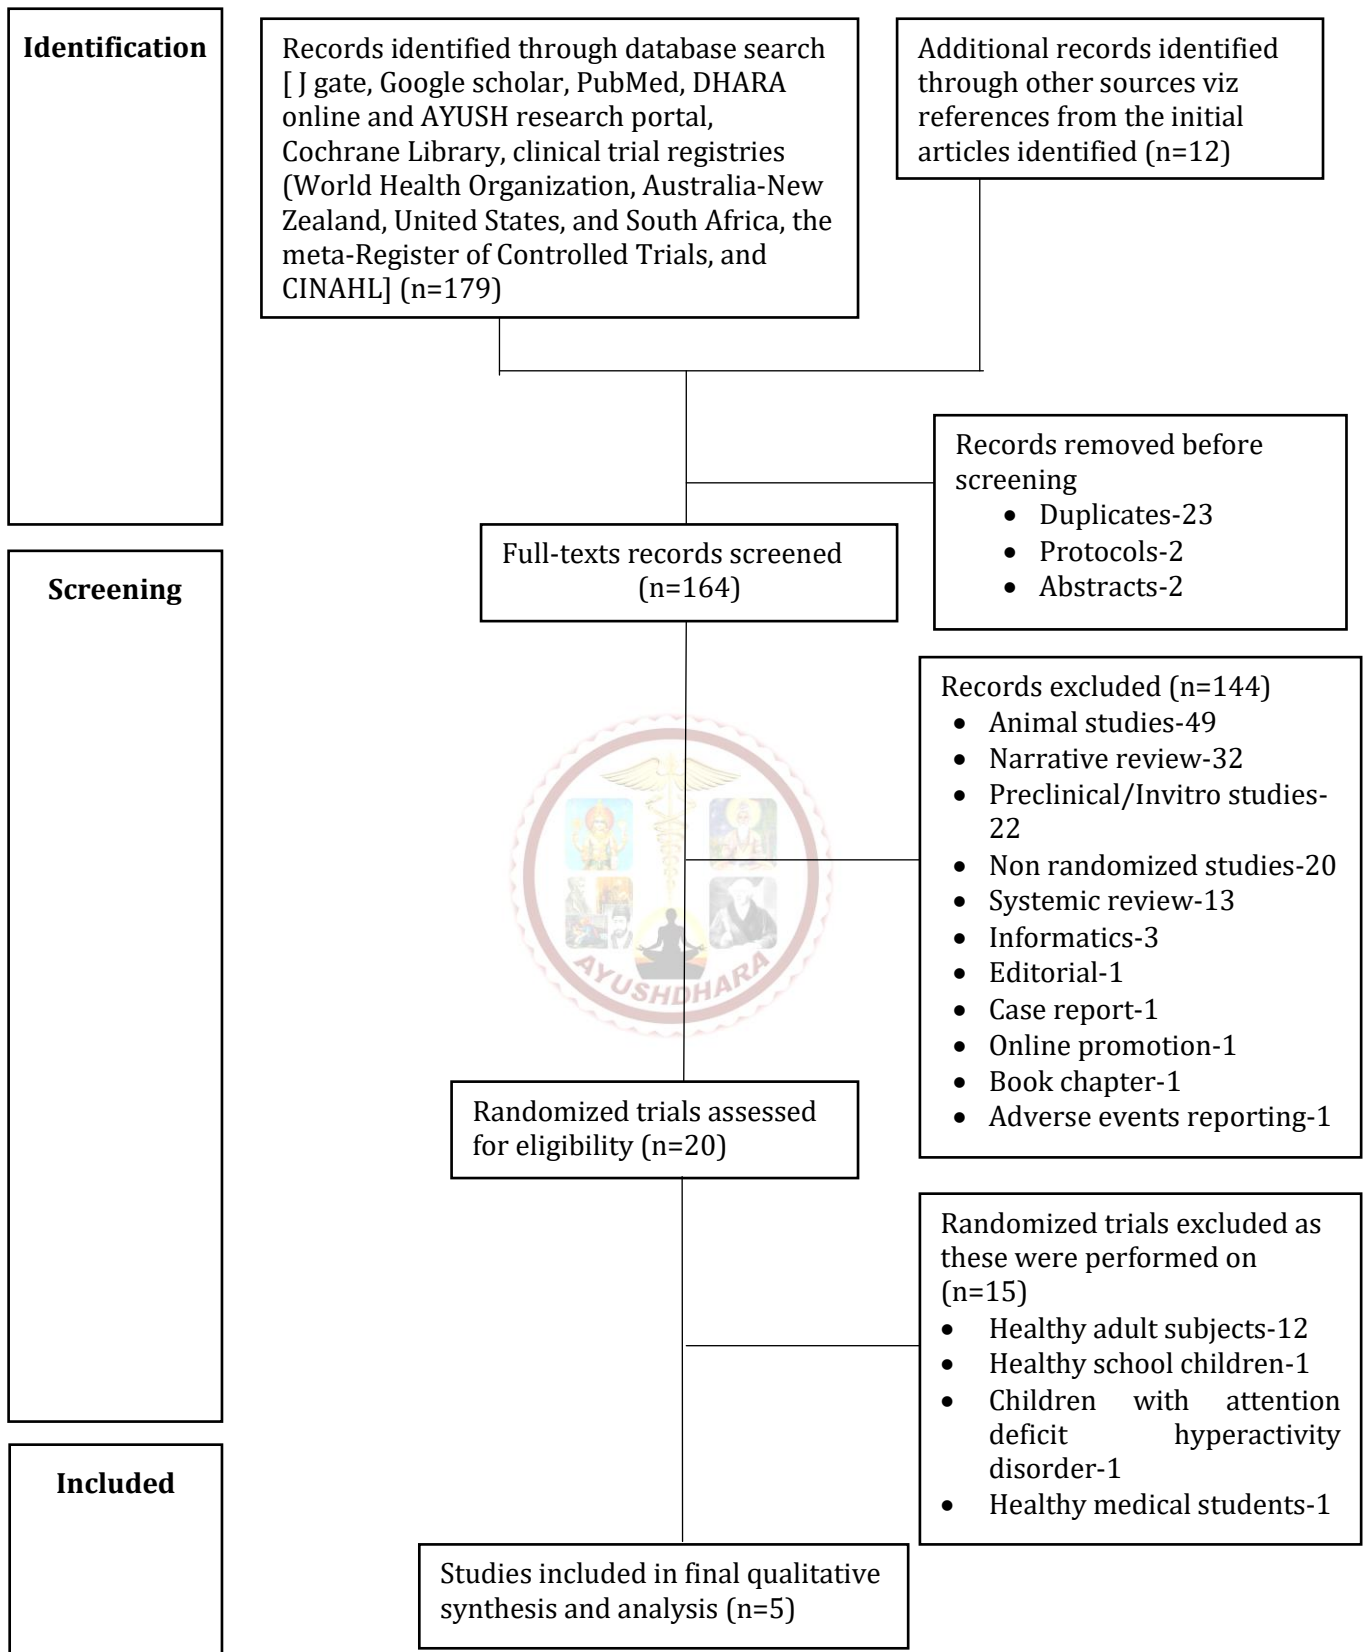 Identification
Records identified through database search
[ J gate, Google scholar, PubMed, DHARA
online and AYUSH research portal,
Cochrane Library, clinical trial registries
(World Health Organization, Australia-New
Zealand, United States, and South Africa, the
meta-Register of Controlled Trials, and
CINAHL] (n=179)
Additional records identified
through other sources viz
references from the initial
articles identified (n=12)
Records removed before
screening
• Duplicates-23
• Protocols-2
• Abstracts-2
Screening
Full-texts records screened
(n=164)
Records excluded (n=144)
• Animal studies-49
• Narrative review-32
• Preclinical/Invitro studies-
22
• Non randomized studies-20
• Systemic review-13
• Informatics-3
• Editorial-1
• Case report-1
• Online promotion-1
• Book chapter-1
• Adverse events reporting-1
AYUSHDHARA
Randomized trials assessed
for eligibility (n=20)
Randomized trials excluded as
these were performed on
(n=15)
• Healthy adult subjects-12
• Healthy school children-1
• Children with attention
deficit hyperactivity
disorder-1
• Healthy medical students-1
Included
Studies included in final qualitative
synthesis and analysis (n=5)